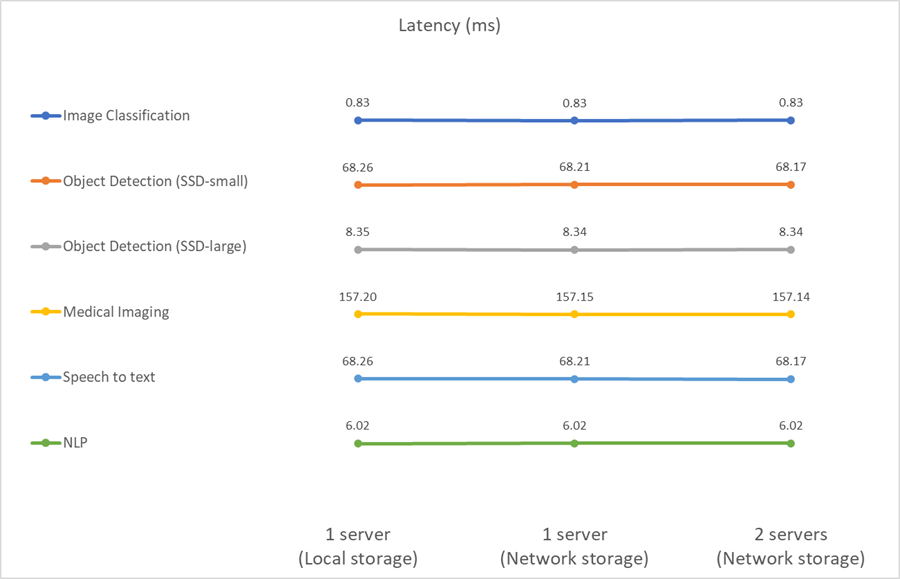 Latency (ms)
0.83 0.83 0.83
Image Classification
68.26 68.21 68.17
Object Detection (SSD-small)
8.35 8.34 8.34
Object Detection (SSD-large)
157.20 157.15 157.14
Medical Imaging
68.26 68.21 68.17
Speech to text
6.02 6.02 6.02
NLP
1 server 1 server 2 servers
(Local storage) (Network storage) (Network storage)